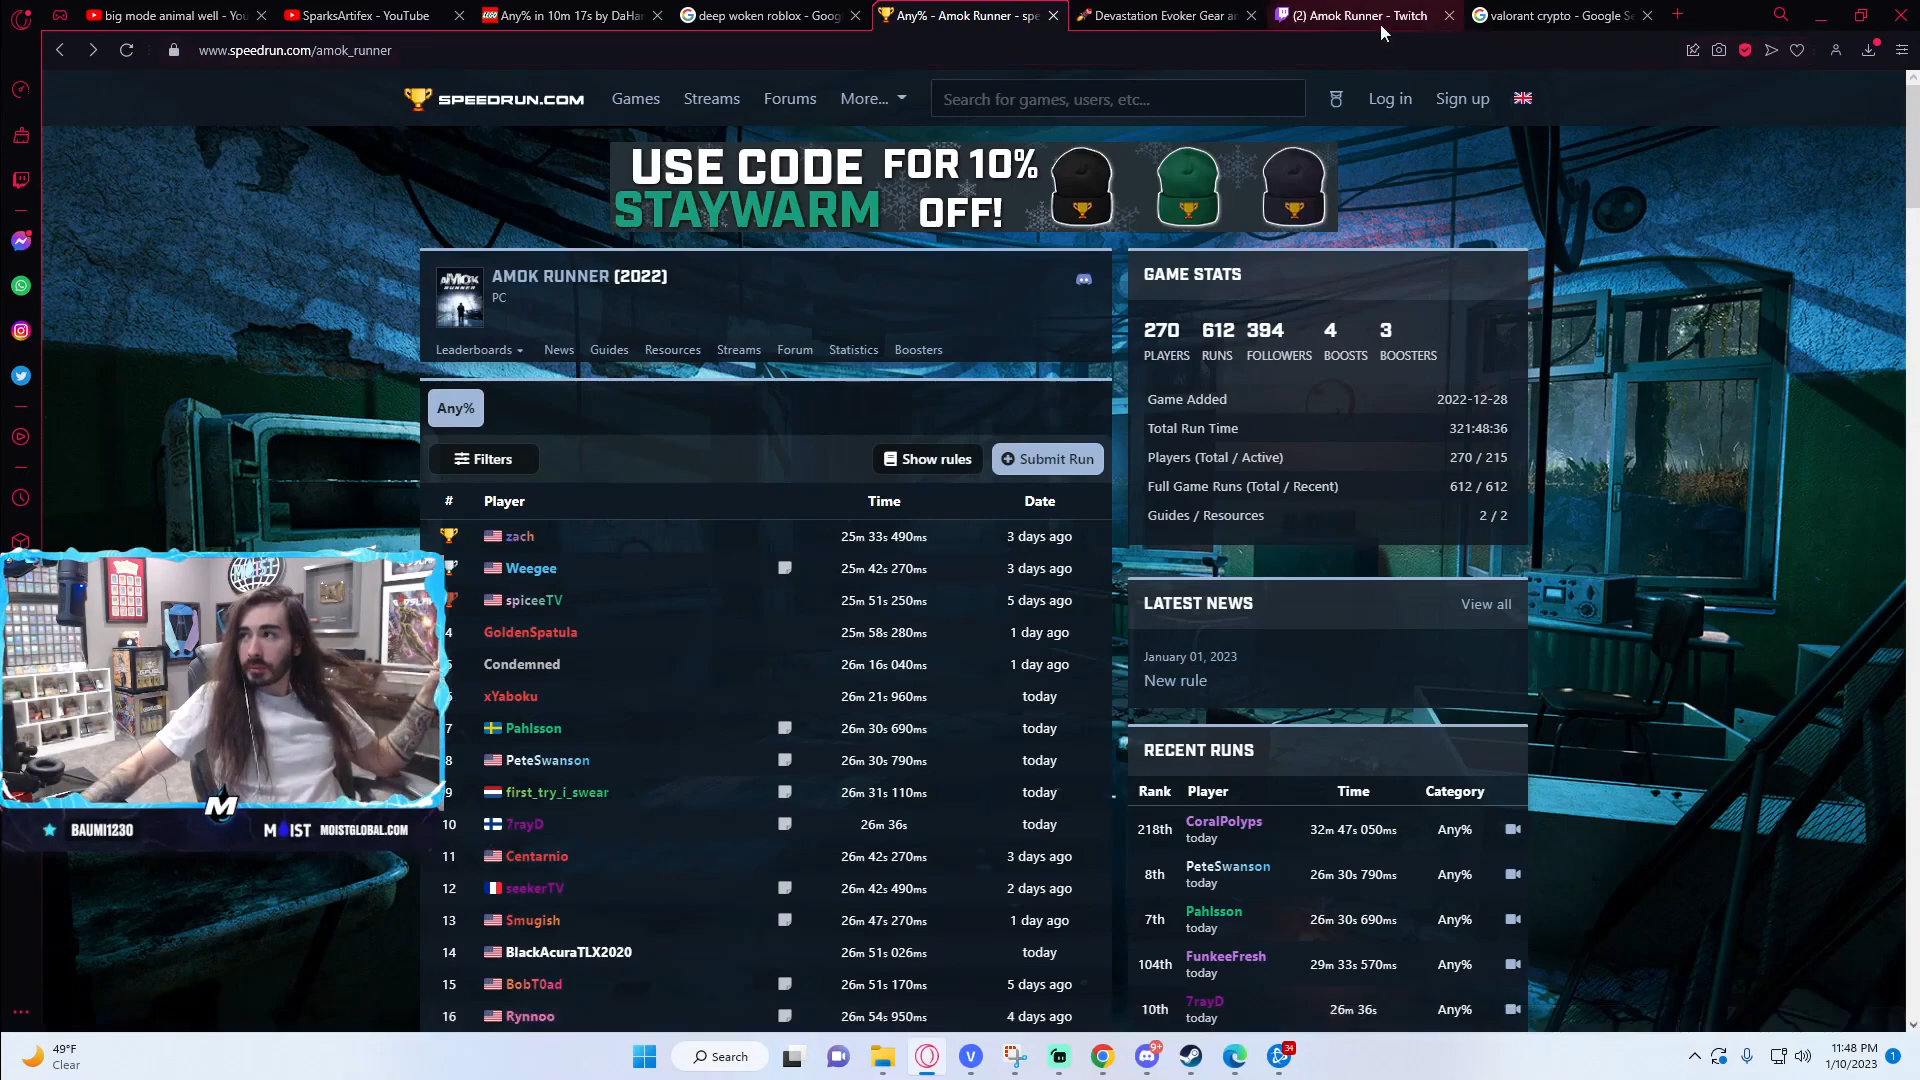 big mode animal well - You
SparksArtifex - YouTube
Any% in 10m 17s by DaHar
deep woken roblox - Goog
Any% - Amok Runner - spe
Devastation Evoker Gear an
(2) Amok Runner - Twitch
valorant crypto - Google Se
www.speedrun.com/amok_runner
SPEEDRUN.COM
Games
Streams
Forums
More...
Search for games, users, etc...
Log in
Sign up
USE CODE FOR 10%
STAYWARM OFF!
AMOK RUNNER
AMOK RUNNER (2022)
PC
Leaderboards
News
Guides
Resources
Streams
Forum
Statistics
Boosters
Any%
Filters
Show rules
Submit Run
# Player Time Date
zach 25m 33s 490ms 3 days ago
Weegee 25m 42s 270ms 3 days ago
spiceeTV 25m 51s 250ms 5 days ago
4 GoldenSpatula 25m 58s 280ms 1 day ago
Condemned 26m 16s 040ms 1 day ago
xYaboku 26m 21s 960ms today
7 Pahlsson 26m 30s 690ms today
8 PeteSwanson 26m 30s 790ms today
9 first_try_i_swear 26m 31s 110ms today
10 7rayD 26m 36s today
11 Centarnio 26m 42s 270ms 3 days ago
12 seekerTV 26m 42s 490ms 2 days ago
13 Smugish 26m 47s 270ms 1 day ago
14 BlackAcuraTLX2020 26m 51s 026ms today
15 BobT0ad 26m 51s 170ms 5 days ago
16 Rynnoo 26m 54s 950ms 4 days ago
GAME STATS
270 612 394 4 3
PLAYERS RUNS FOLLOWERS BOOSTS BOOSTERS
Game Added 2022-12-28
Total Run Time 321:48:36
Players (Total / Active) 270 / 215
Full Game Runs (Total / Recent) 612 / 612
Guides / Resources 2 / 2
LATEST NEWS View all
January 01, 2023
New rule
RECENT RUNS
Rank Player Time Category
218th CoralPolyps 32m 47s 050ms Any%
today
8th PeteSwanson 26m 30s 790ms Any%
today
7th Pahlsson 26m 30s 690ms Any%
today
104th FunkeeFresh 29m 33s 570ms Any%
today
10th 7rayD 26m 36s Any%
today
M
BAUMI1230
MOIST MOISTGLOBAL.COM
49°F
Clear
Search
9+
34
11:48 PM
1/10/2023
1